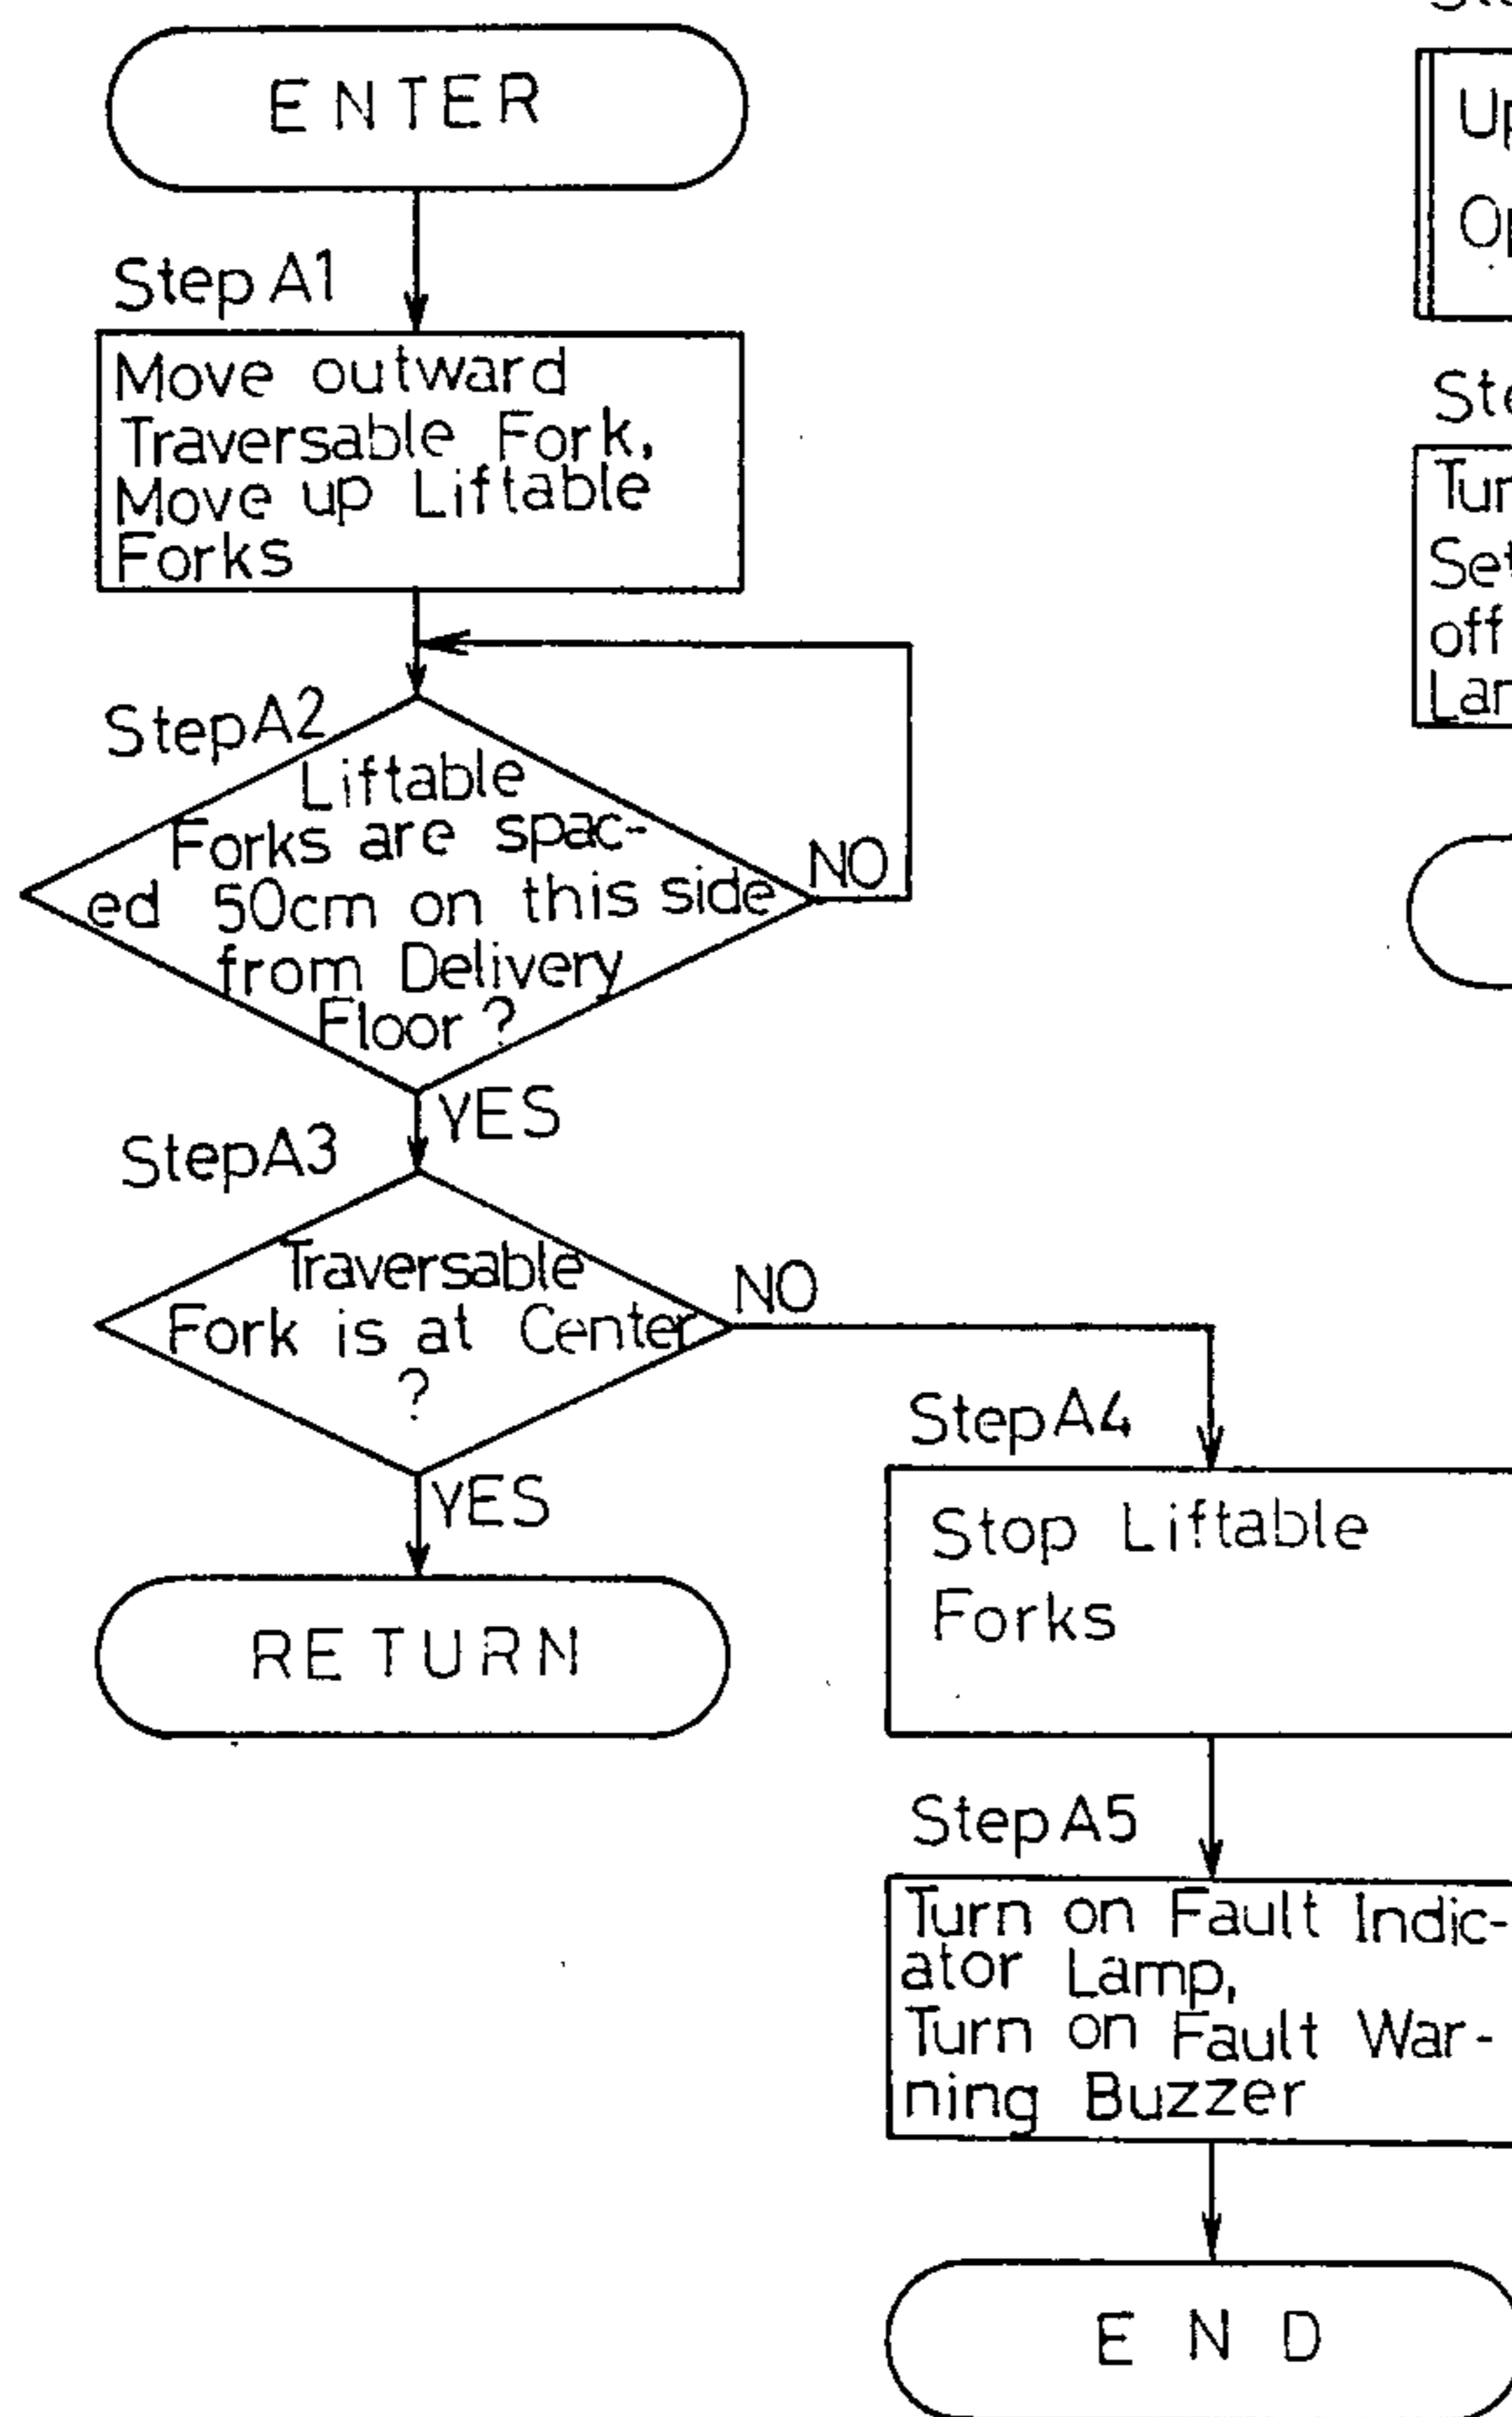 ENTER
Step A1
Move outward
Traversable Fork,
Move up Liftable
Forks
Step A2
Liftable
Forks are spac-
ed 50cm on this side
from Delivery
Floor ?
NO
YES
Step A3
Traversable
Fork is at Center
?
NO
YES
RETURN
Step A4
Stop Liftable
Forks
Step A5
Turn on Fault Indic-
ator Lamp,
Turn on Fault War-
ning Buzzer
END
off